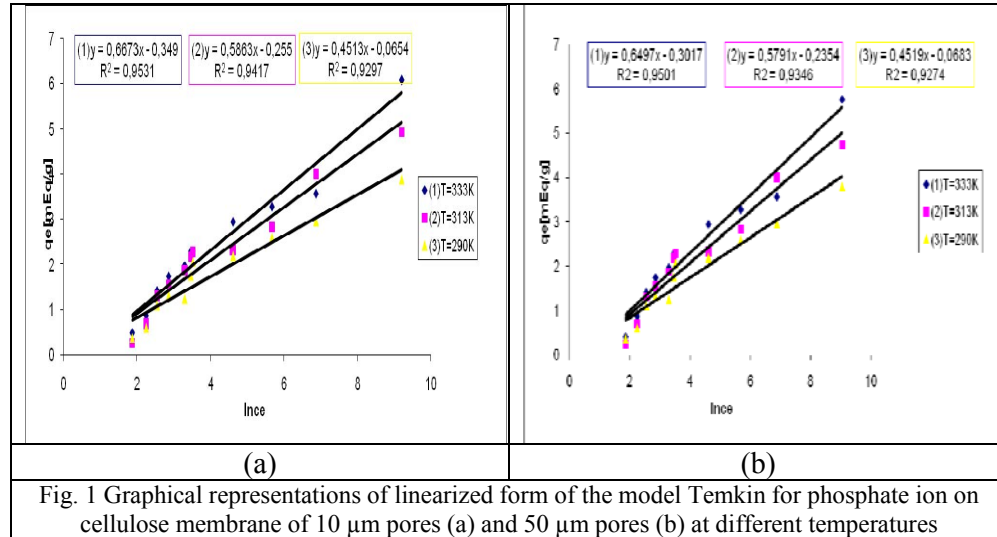 7
(1)y = 0,6673x - 0,349
R² = 0,9531
(2)y = 0,5863x - 0,255
R² = 0,9417
(3)y = 0,4513x - 0,0654
R² = 0,9297
6
5
4
3
2
1
0
qe[mEq/g]
0 2 4 6 8 10
lnce
(1)T=333K
(2)T=313K
(3)T=290K
(a)
7
(1)y = 0,6497x - 0,3017
R2 = 0,9501
(2)y = 0,5791x - 0,2354
R2 = 0,9346
(3)y = 0,4519x - 0,0683
R2 = 0,9274
6
5
4
3
2
1
0
qe[mEq/g]
0 2 4 6 8 10
lnce
(1)T=333K
(2)T=313K
(3)T=290K
(b)
Fig. 1 Graphical representations of linearized form of the model Temkin for phosphate ion on
cellulose membrane of 10 µm pores (a) and 50 µm pores (b) at different temperatures